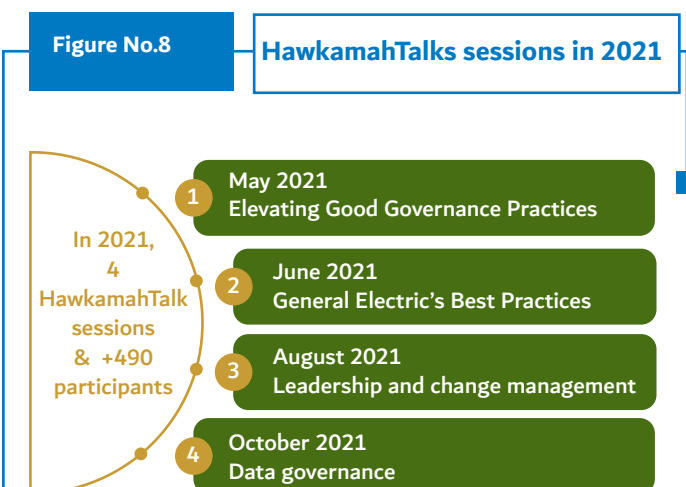 Figure No.8
HawkamahTalks sessions in 2021
In 2021,
4
HawkamahTalk
sessions
& +490
participants
1
May 2021
Elevating Good Governance Practices
2
June 2021
General Electric’s Best Practices
3
August 2021
Leadership and change management
4
October 2021
Data governance